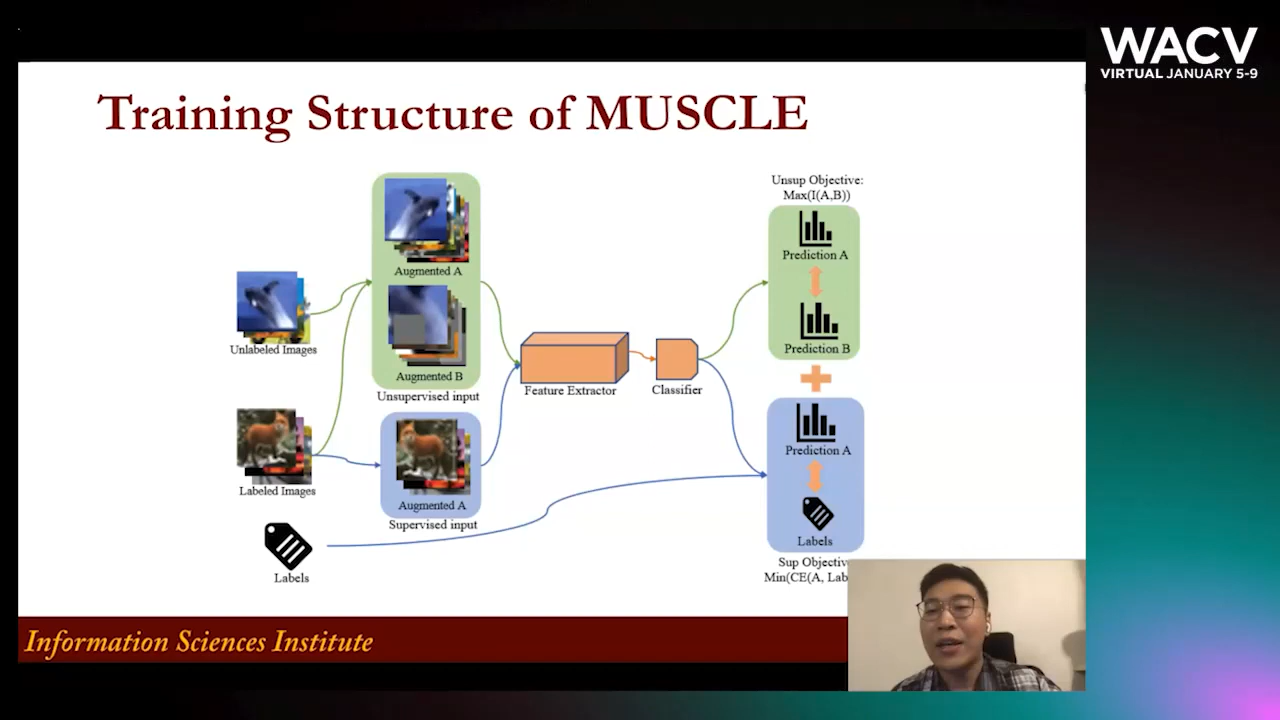 WACV
VIRTUAL JANUARY 5-9
Training Structure of MUSCLE
Unsup Objective:
Max(I(A,B))
Augmented A
Prediction A
Unlabeled Images
Augmented B
Prediction B
Unsupervised input
Feature Extractor
Classifier
Prediction A
Labeled Images
Augmented A
Supervised input
Labels
Labels
Sup Objectiv
Min(CE(A, Lab
Information Sciences Institute